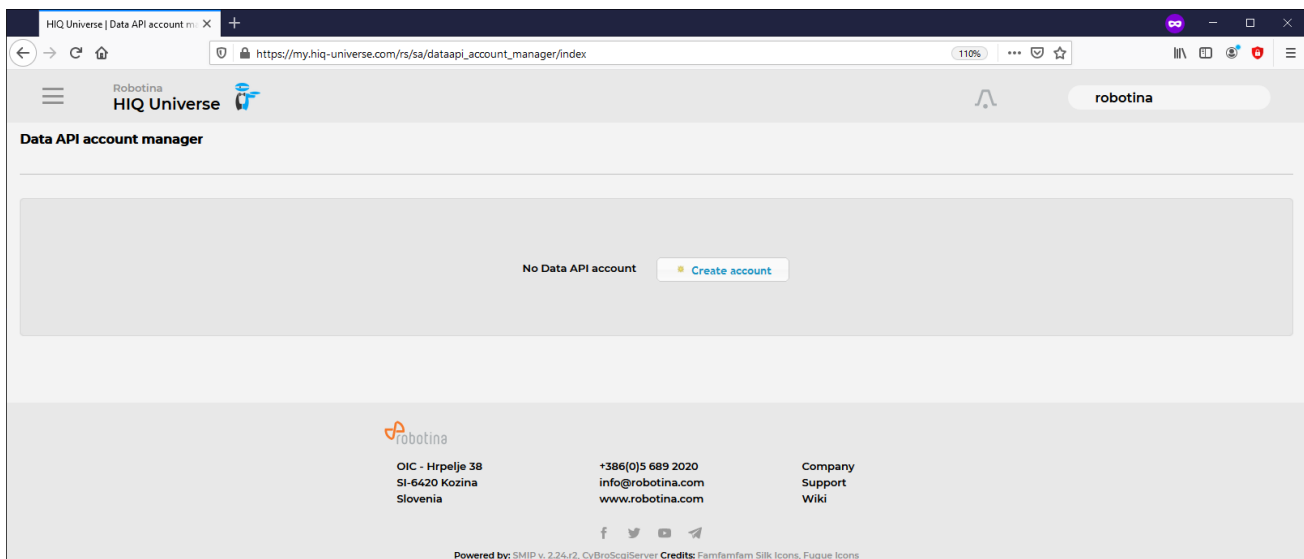 HIQ Universe | Data API account m
https://my.hiq-universe.com/rs/sa/dataapi_account_manager/index
110%
Robotina
HIQ Universe
robotina
Data API account manager
No Data API account
Create account
robotina
OIC - Hrpelje 38
SI-6420 Kozina
Slovenia
+386(0)5 689 2020
info@robotina.com
www.robotina.com
Company
Support
Wiki
Powered by: SMIP v. 2.24.r2, CyBroScgiServer Credits: Famfamfam Silk Icons, Fugue Icons